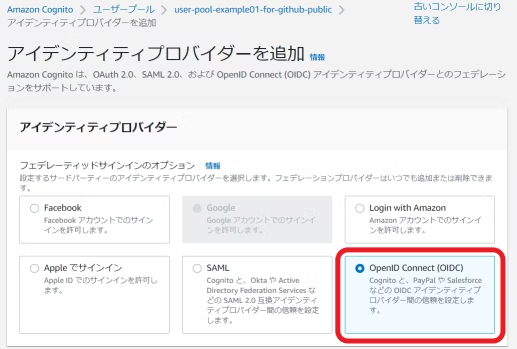 Amazon Cognito > ユーザープール > user-pool-example01-for-github-public >
アイデンティティプロバイダーを追加
古いコンソールに切り
替える
アイデンティティプロバイダーを追加 情報
Amazon Cognito は、OAuth 2.0、SAML 2.0、および OpenID Connect (OIDC) アイデンティティプロバイダーとのフェデレーシ
ョンをサポートしています。
アイデンティティプロバイダー
フェデレーティッドサインインのオプション 情報
設定するサードパーティーのアイデンティティプロバイダーを選択します。フェデレーションプロバイダーはいつでも追加または削除できま
す。
Facebook
Facebook アカウントでのサイン
インを許可します。
Google
Google アカウントでのサインイ
ンを許可します。
Login with Amazon
Amazon アカウントでのサインイ
ンを許可します。
Apple でサインイン
Apple ID でのサインインを許可し
ます。
SAML
Cognito と、Okta や Active
Directory Federation Services な
どの SAML 2.0 互換アイデンティ
ティプロバイダー間の信頼を設定
します。
OpenID Connect (OIDC)
Cognito と、PayPal や Salesforce
などの OIDC アイデンティティプ
ロバイダー間の信頼を設定しま
す。